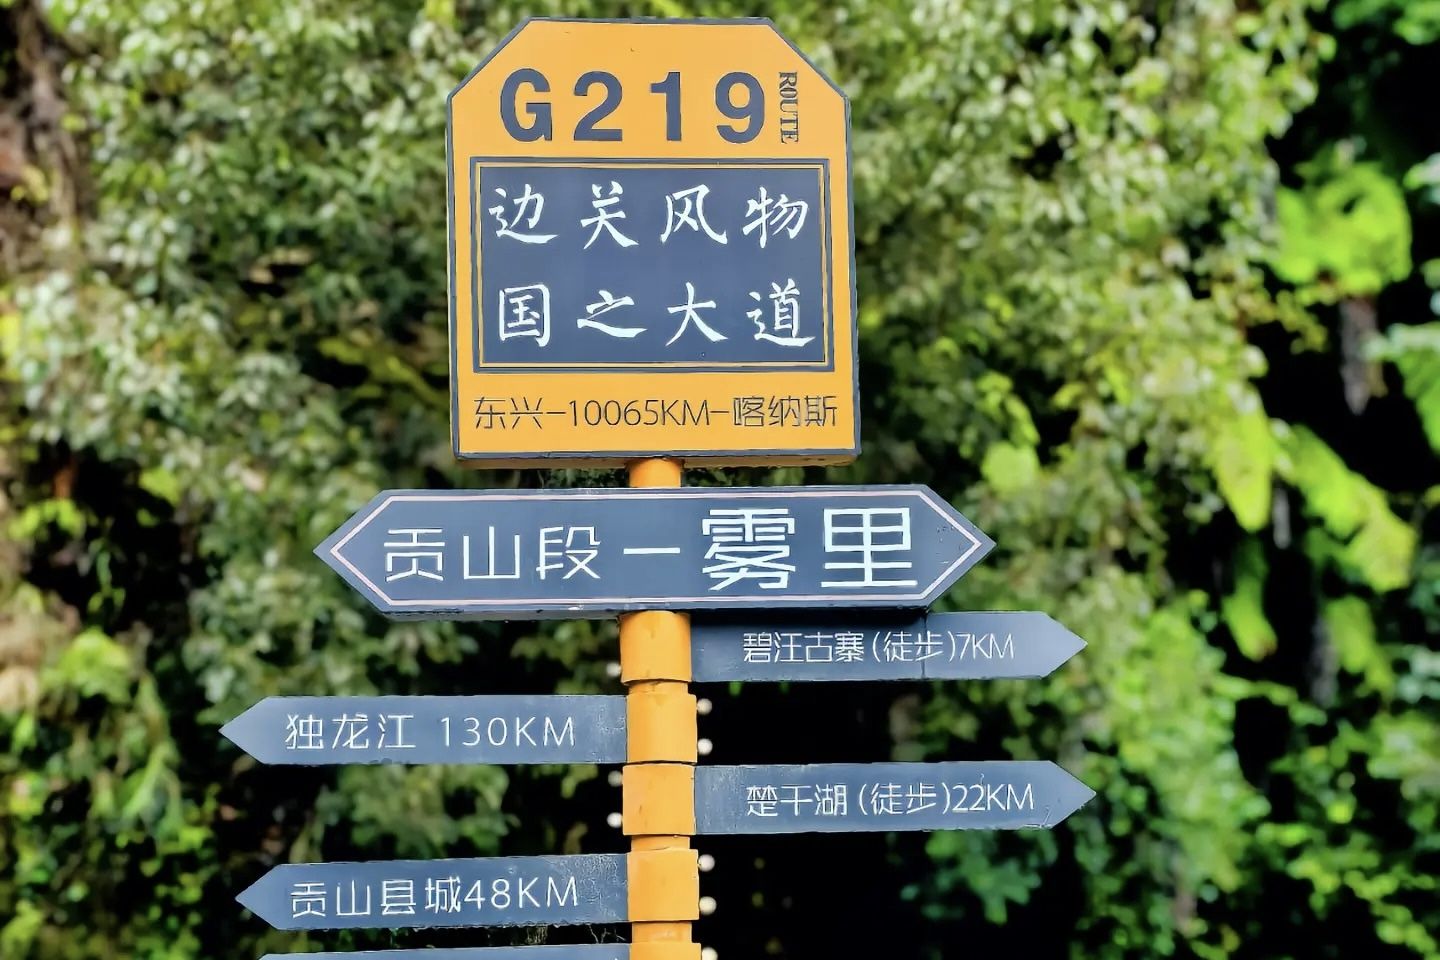 G219 ROUTE
边关风物
国之大道
东兴-10065KM-喀纳斯
贡山段-雾里
碧汪古寨(徒步)7KM
独龙江 130KM
楚干湖(徒步)22KM
贡山县城48KM